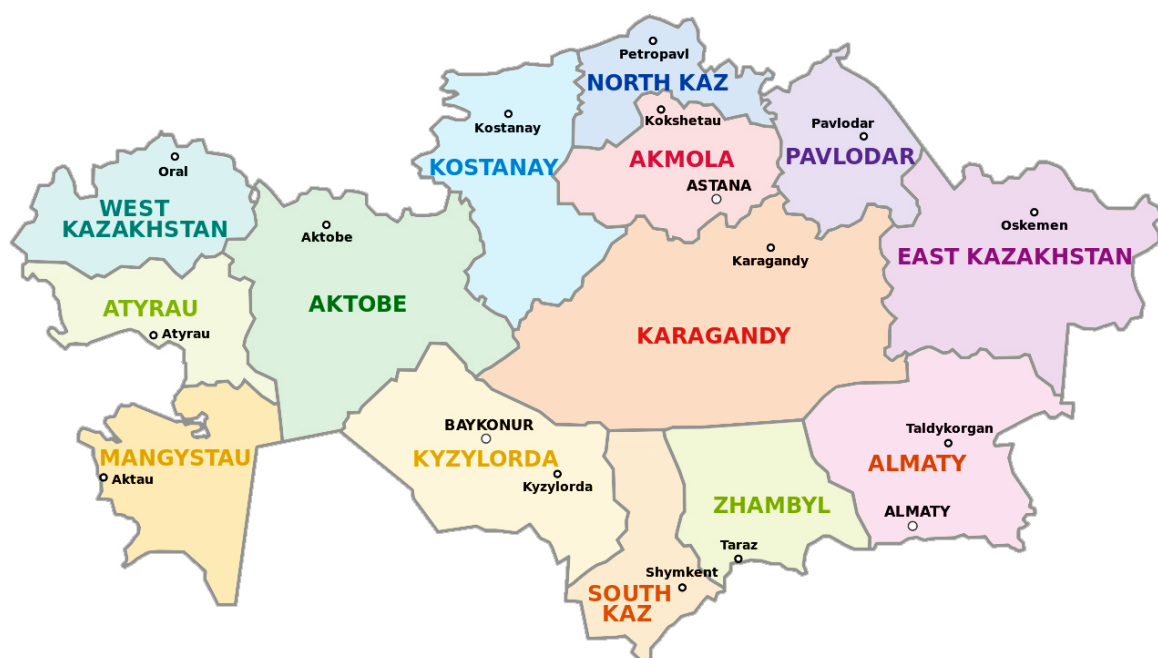 Petropavl
NORTH KAZ
Kokshetau
Kostanay
KOSTANAY
AKMOLA
ASTANA
Pavlodar
PAVLODAR
Oral
WEST
KAZAKHSTAN
Aktobe
AKTOBE
Karagandy
KARAGANDY
Oskemen
EAST KAZAKHSTAN
ATYRAU
Atyrau
MANGYSTAU
Aktau
BAYKONUR
KYZYLORDA
Kyzylorda
Taldykorgan
ALMATY
ALMATY
ZHAMBYL
Taraz
Shymkent
SOUTH
KAZ